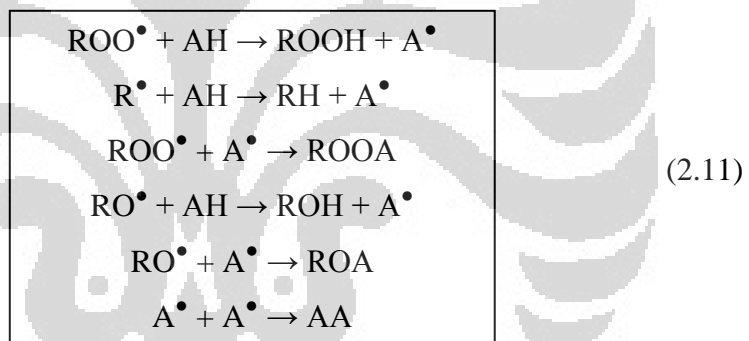 ROO• + AH → ROOH + A•
R• + AH → RH + A•
ROO• + A• → ROOA
(2.11)
RO• + AH → ROH + A•
RO• + A• → ROA
A• + A• → AA